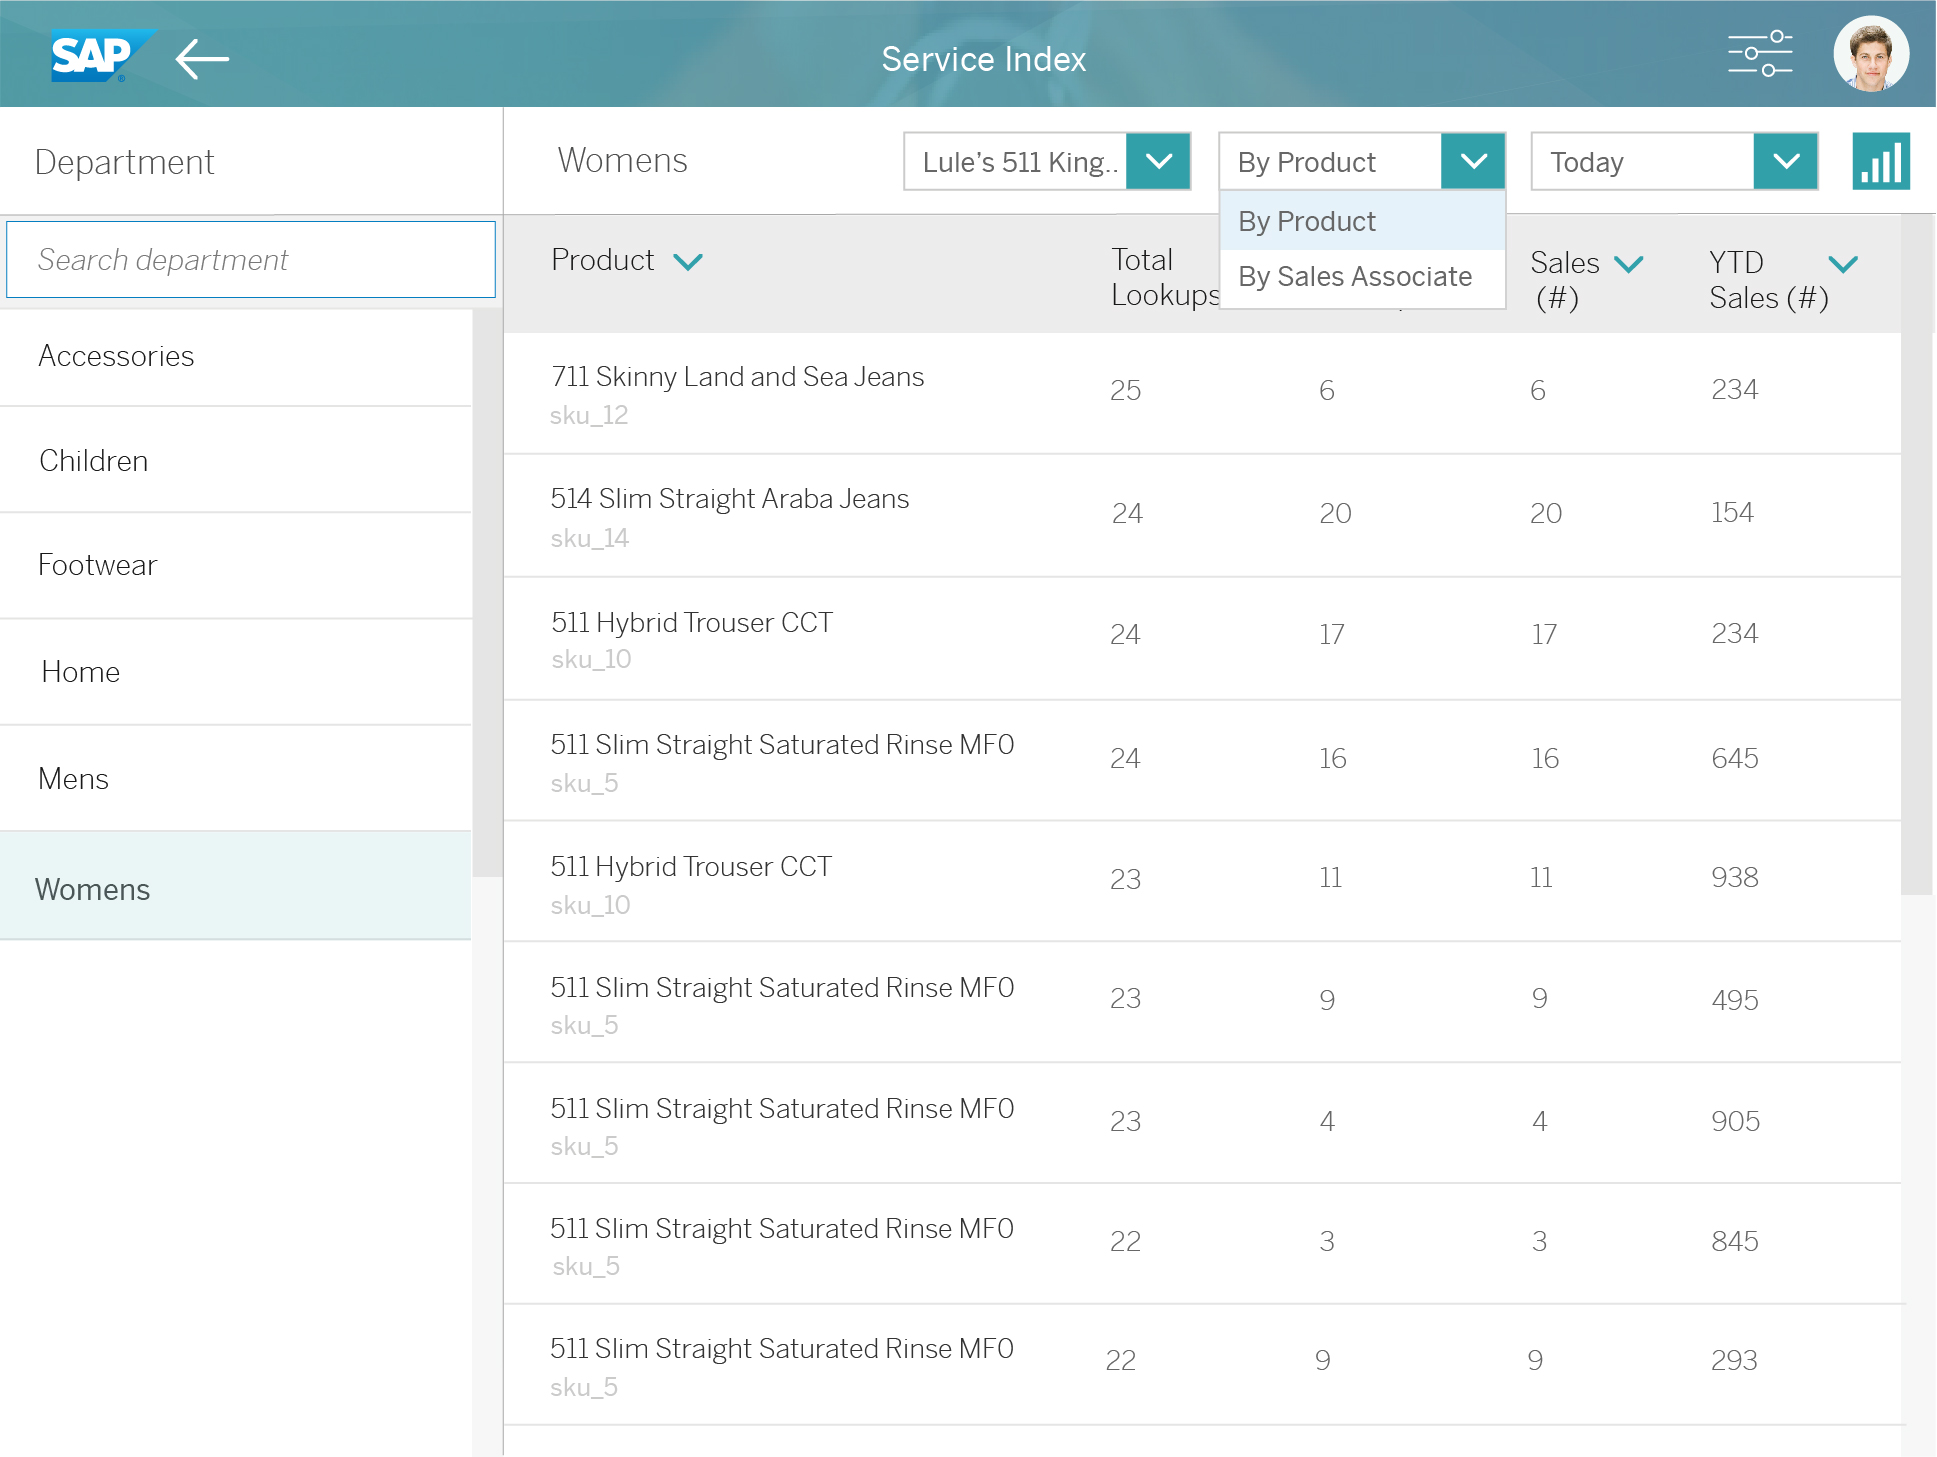 SAP
Service Index
Department
Womens
Lule's 511 King..
By Product
Today
By Product
By Sales Associate
Search department
Product
Total
Lookups
Sales
(#)
YTD
Sales (#)
Accessories
Children
Footwear
Home
Mens
Womens
711 Skinny Land and Sea Jeans
sku_12
25 6 6 234
514 Slim Straight Araba Jeans
sku_14
24 20 20 154
511 Hybrid Trouser CCT
sku_10
24 17 17 234
511 Slim Straight Saturated Rinse MF0
sku_5
24 16 16 645
511 Hybrid Trouser CCT
sku_10
23 11 11 938
511 Slim Straight Saturated Rinse MF0
sku_5
23 9 9 495
511 Slim Straight Saturated Rinse MF0
sku_5
23 4 4 905
511 Slim Straight Saturated Rinse MF0
sku_5
22 3 3 845
511 Slim Straight Saturated Rinse MF0
sku_5
22 9 9 293